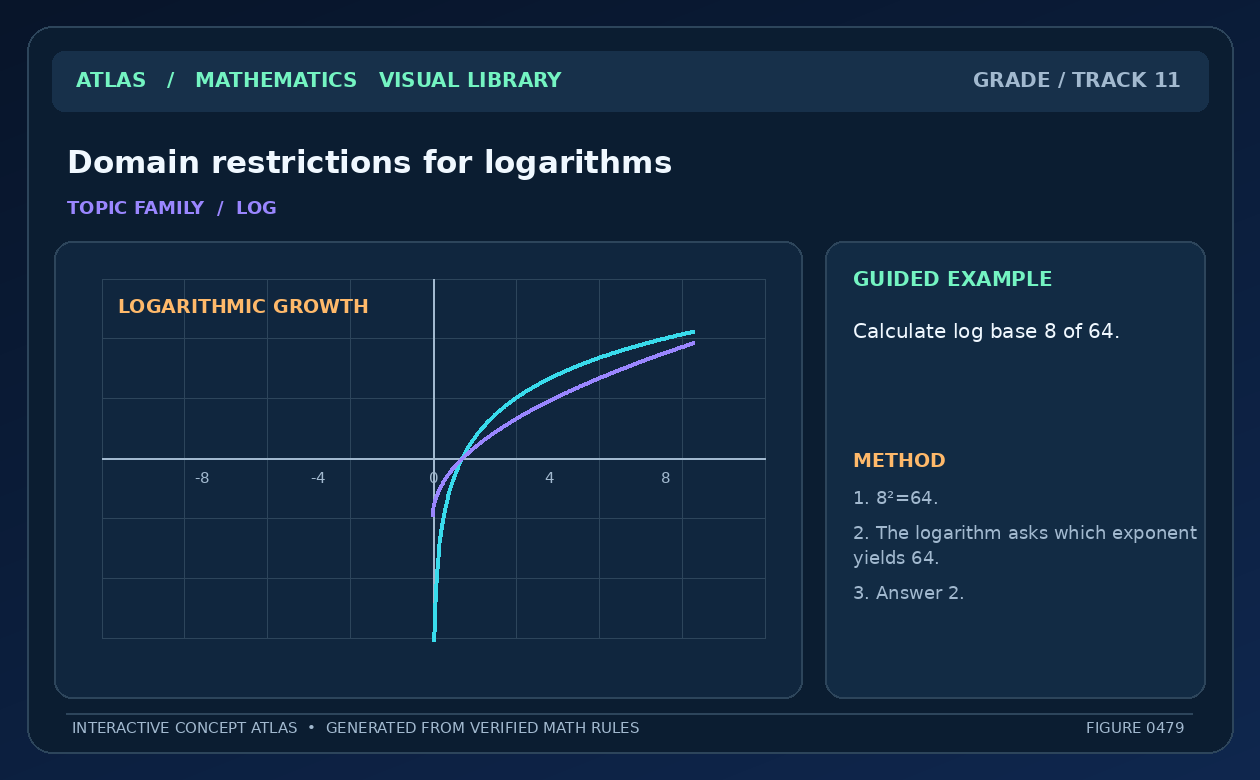 ATLAS / MATHEMATICS VISUAL LIBRARY
GRADE / TRACK 11
Domain restrictions for logarithms
TOPIC FAMILY / LOG
LOGARITHMIC GROWTH
-8 -4 0 4 8
GUIDED EXAMPLE
Calculate log base 8 of 64.
METHOD
1. 8²=64.
2. The logarithm asks which exponent
yields 64.
3. Answer 2.
INTERACTIVE CONCEPT ATLAS • GENERATED FROM VERIFIED MATH RULES
FIGURE 0479